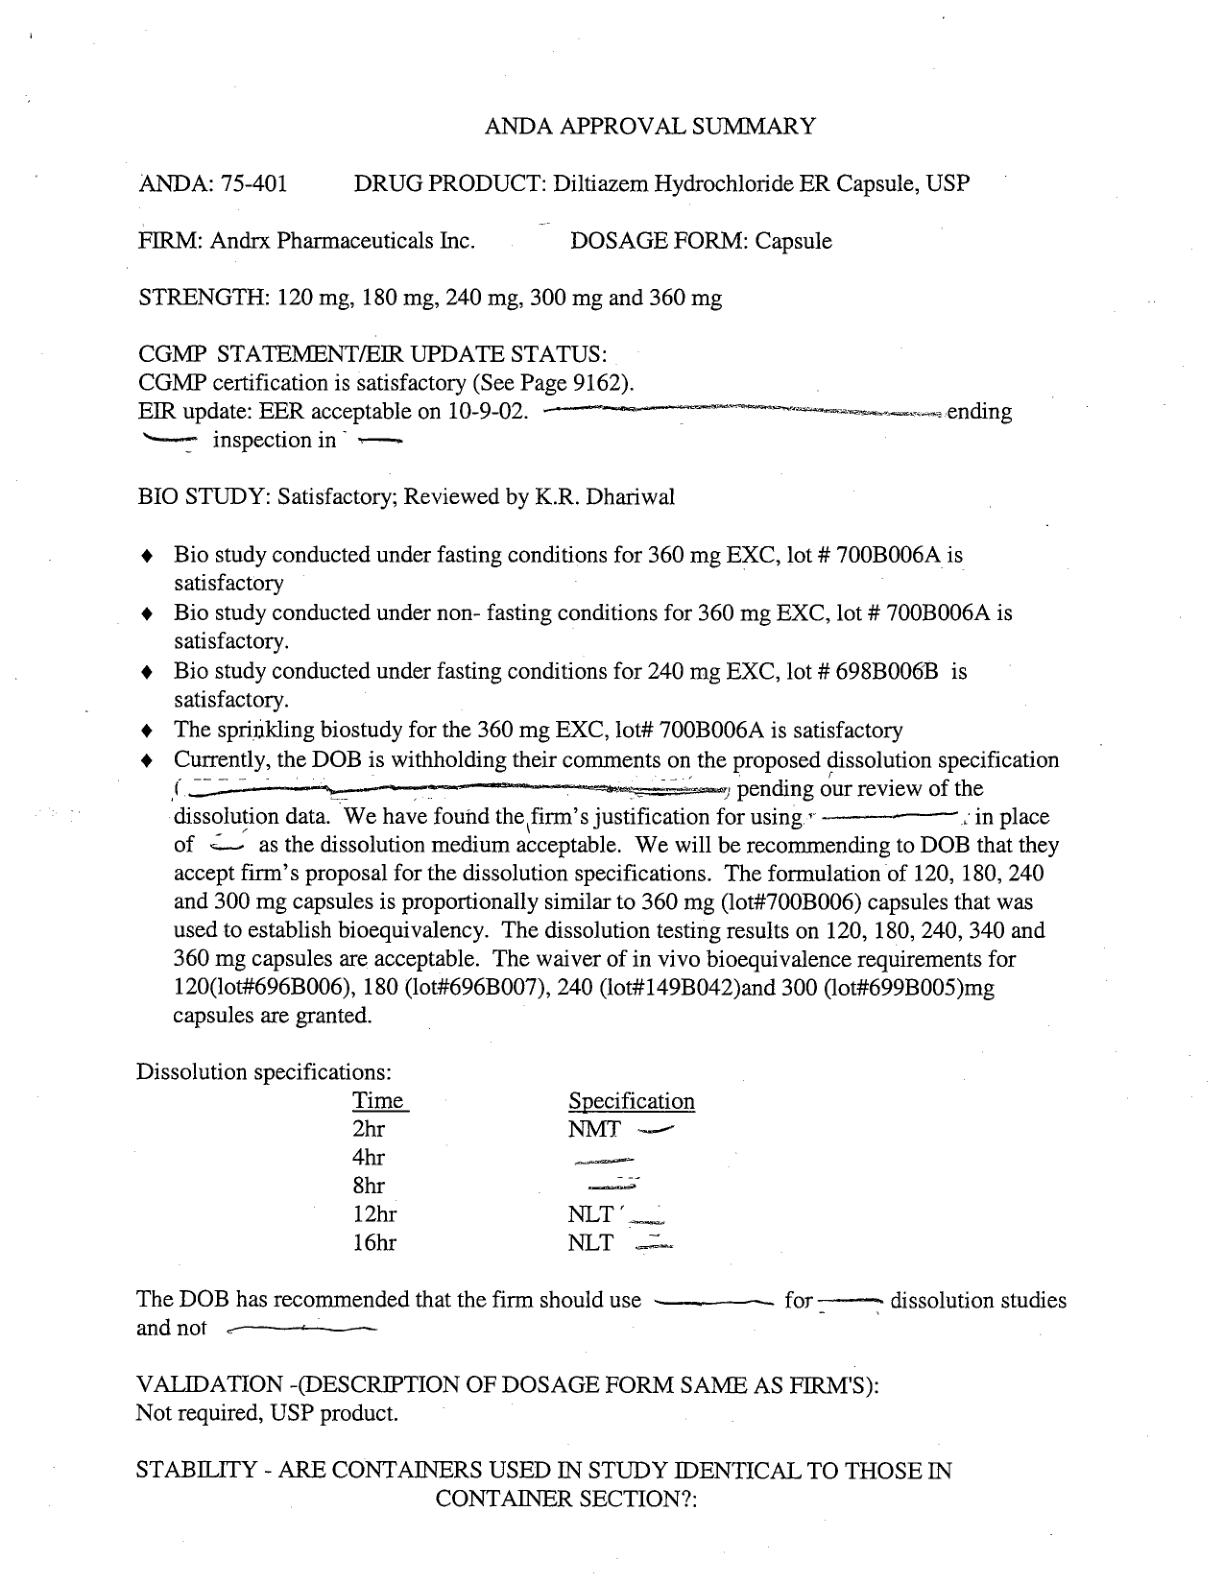 ANDA APPROVAL SUMMARY
ANDA: 75-401 DRUG PRODUCT: Diltiazem Hydrochloride ER Capsule, USP
FIRM: Andrx Pharmaceuticals Inc. DOSAGE FORM: Capsule
STRENGTH: 120 mg, 180 mg, 240 mg, 300 mg and 360 mg
CGMP STATEMENT/EIR UPDATE STATUS:
CGMP certification is satisfactory (See Page 9162).
EIR update: EER acceptable on 10-9-02. ending
inspection in
BIO STUDY: Satisfactory; Reviewed by K.R. Dhariwal
♦ Bio study conducted under fasting conditions for 360 mg EXC, lot # 700B006A is
satisfactory
♦ Bio study conducted under non- fasting conditions for 360 mg EXC, lot # 700B006A is
satisfactory.
♦ Bio study conducted under fasting conditions for 240 mg EXC, lot # 698B006B is
satisfactory.
♦ The sprinkling biostudy for the 360 mg EXC, lot# 700B006A is satisfactory
♦ Currently, the DOB is withholding their comments on the proposed dissolution specification
( pending our review of the
dissolution data. We have found the firm's justification for using in place
of as the dissolution medium acceptable. We will be recommending to DOB that they
accept firm's proposal for the dissolution specifications. The formulation of 120, 180, 240
and 300 mg capsules is proportionally similar to 360 mg (lot#700B006) capsules that was
used to establish bioequivalency. The dissolution testing results on 120, 180, 240, 340 and
360 mg capsules are acceptable. The waiver of in vivo bioequivalence requirements for
120(lot#696B006), 180 (lot#696B007), 240 (lot#149B042)and 300 (lot#699B005)mg
capsules are granted.
Dissolution specifications:
Time Specification
2hr NMT
4hr
8hr
12hr NLT
16hr NLT
The DOB has recommended that the firm should use for dissolution studies
and not
VALIDATION -(DESCRIPTION OF DOSAGE FORM SAME AS FIRM'S):
Not required, USP product.
STABILITY - ARE CONTAINERS USED IN STUDY IDENTICAL TO THOSE IN
CONTAINER SECTION?: